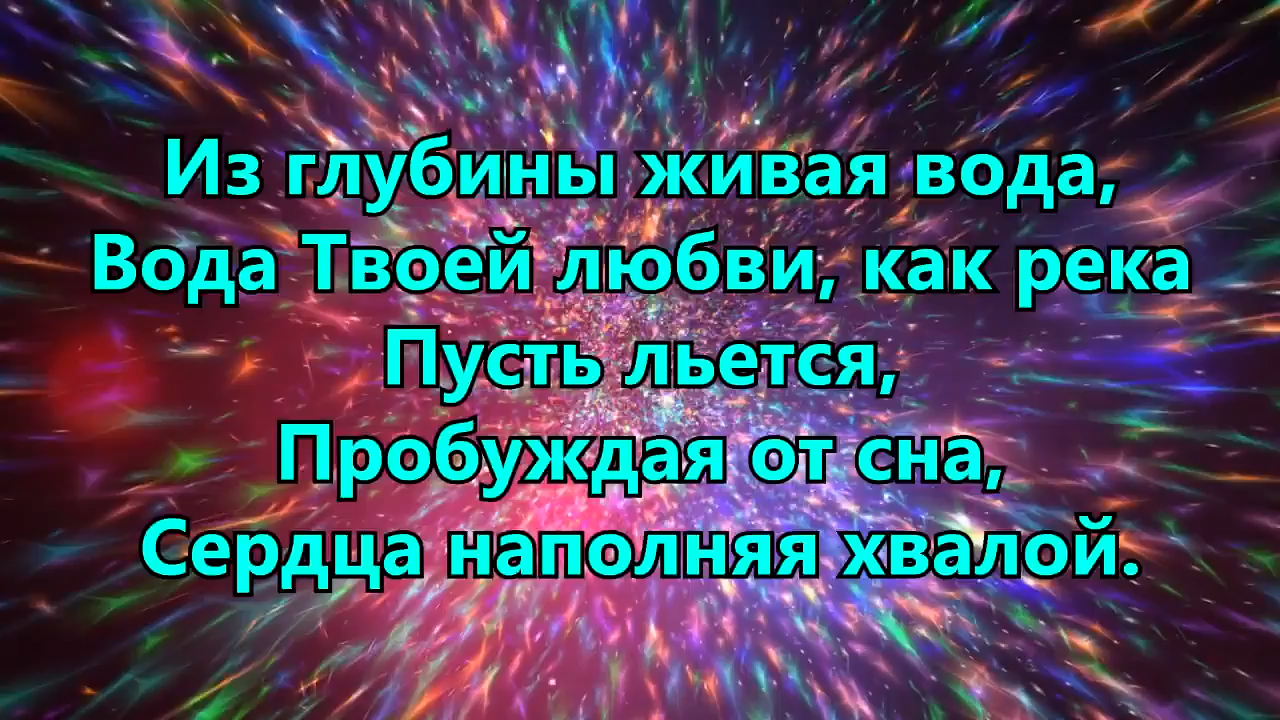 Из глубины живая вода,
Вода Твоей любви, как река
Пусть льется,
Пробуждая от сна,
Сердца наполняя хвалой.